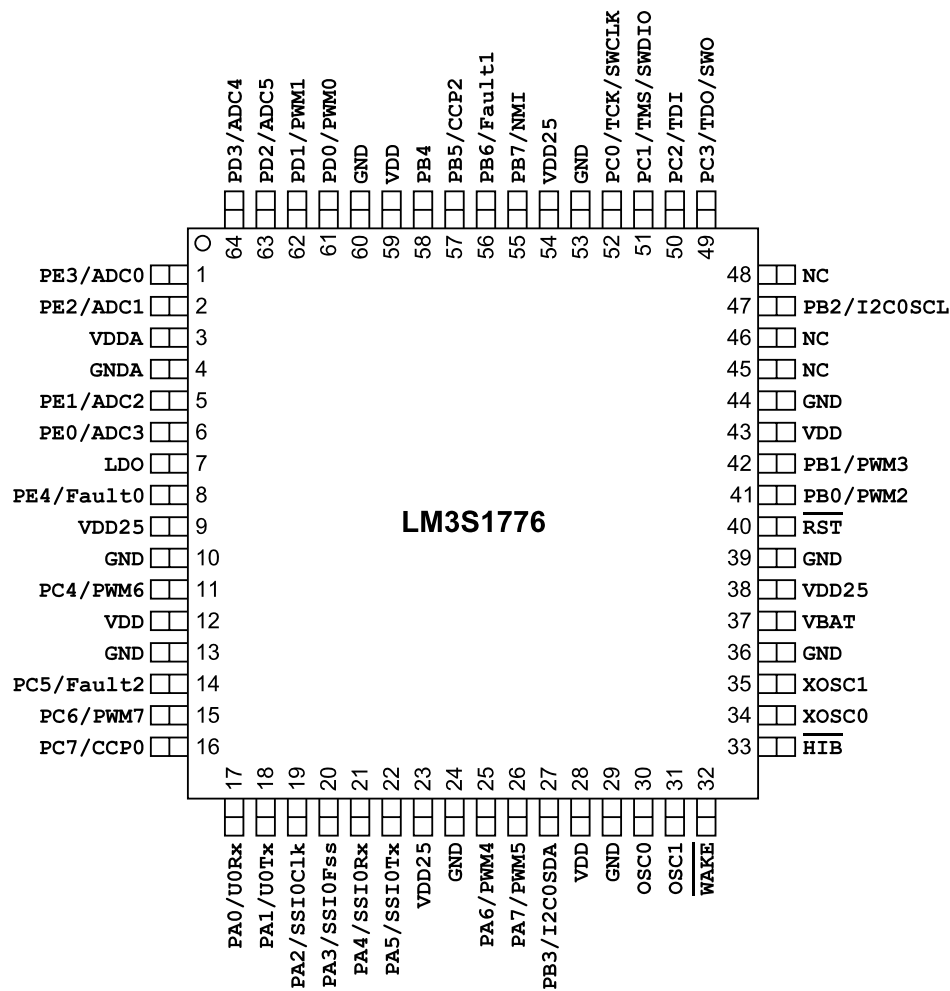 PD3/ADC4
PD2/ADC5
PD1/PWM1
PD0/PWM0
GND
VDD
PB4
PB5/CCP2
PB6/Fault1
PB7/NMI
VDD25
GND
PC0/TCK/SWCLK
PC1/TMS/SWDIO
PC2/TDI
PC3/TDO/SWO
64 63 62 61 60 59 58 57 56 55 54 53 52 51 50 49
PE3/ADC0 1 48 NC
PE2/ADC1 2 47 PB2/I2C0SCL
VDDA 3 46 NC
GNDA 4 45 NC
PE1/ADC2 5 44 GND
PE0/ADC3 6 43 VDD
LDO 7 42 PB1/PWM3
PE4/Fault0 8 41 PB0/PWM2
LM3S1776
VDD25 9 40 RST
GND 10 39 GND
PC4/PWM6 11 38 VDD25
VDD 12 37 VBAT
GND 13 36 GND
PC5/Fault2 14 35 XOSC1
PC6/PWM7 15 34 XOSC0
PC7/CCP0 16 33 HIB
17 18 19 20 21 22 23 24 25 26 27 28 29 30 31 32
PA0/U0Rx
PA1/U0Tx
PA2/SSI0Clk
PA3/SSI0Fss
PA4/SSI0Rx
PA5/SSI0Tx
VDD25
GND
PA6/PWM4
PA7/PWM5
PB3/I2C0SDA
VDD
GND
OSC0
OSC1
WAKE